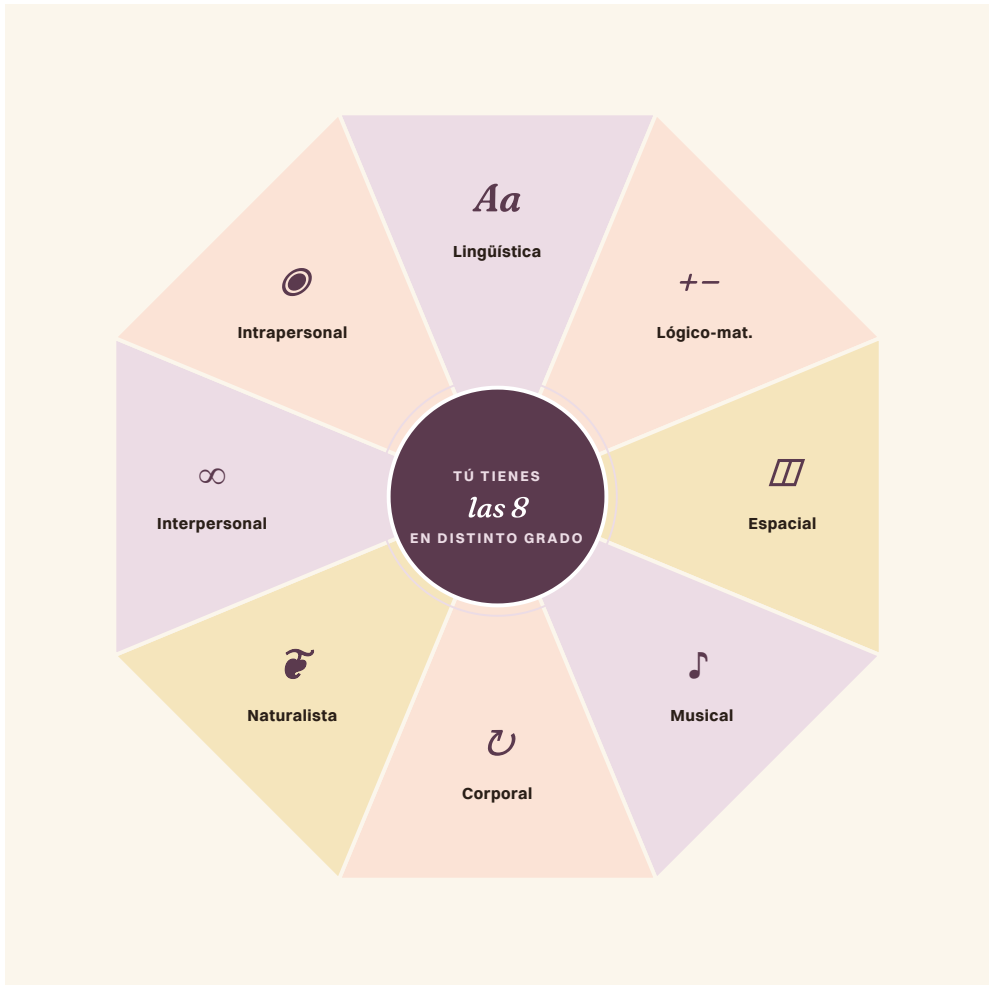 Aa
Lingüística
+−
Lógico-mat.
Espacial
Musical
Corporal
Naturalista
∞
Interpersonal
Intrapersonal
TÚ TIENES
las 8
EN DISTINTO GRADO